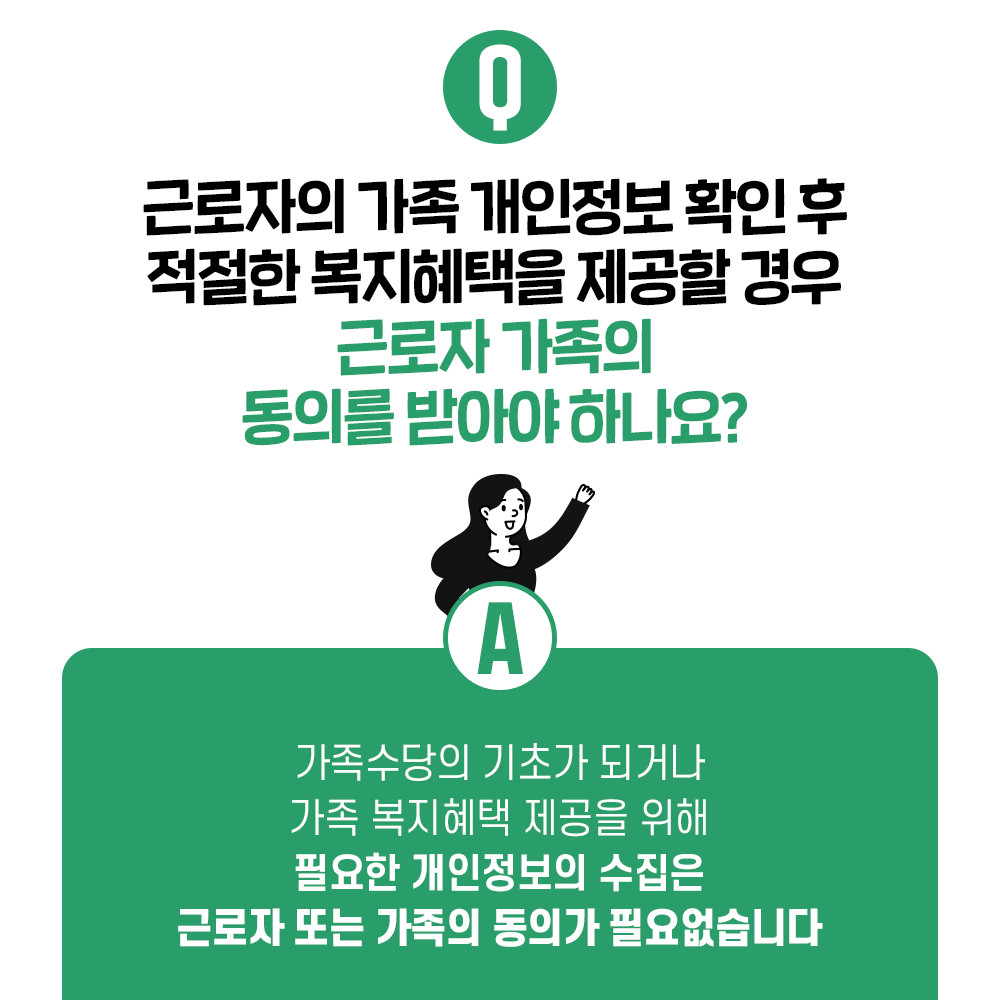 Q
근로자의 가족 개인정보 확인 후
적절한 복지혜택을 제공할 경우
근로자 가족의
동의를 받아야 하나요?
A
가족수당의 기초가 되거나
가족 복지혜택 제공을 위해
필요한 개인정보의 수집은
근로자 또는 가족의 동의가 필요없습니다